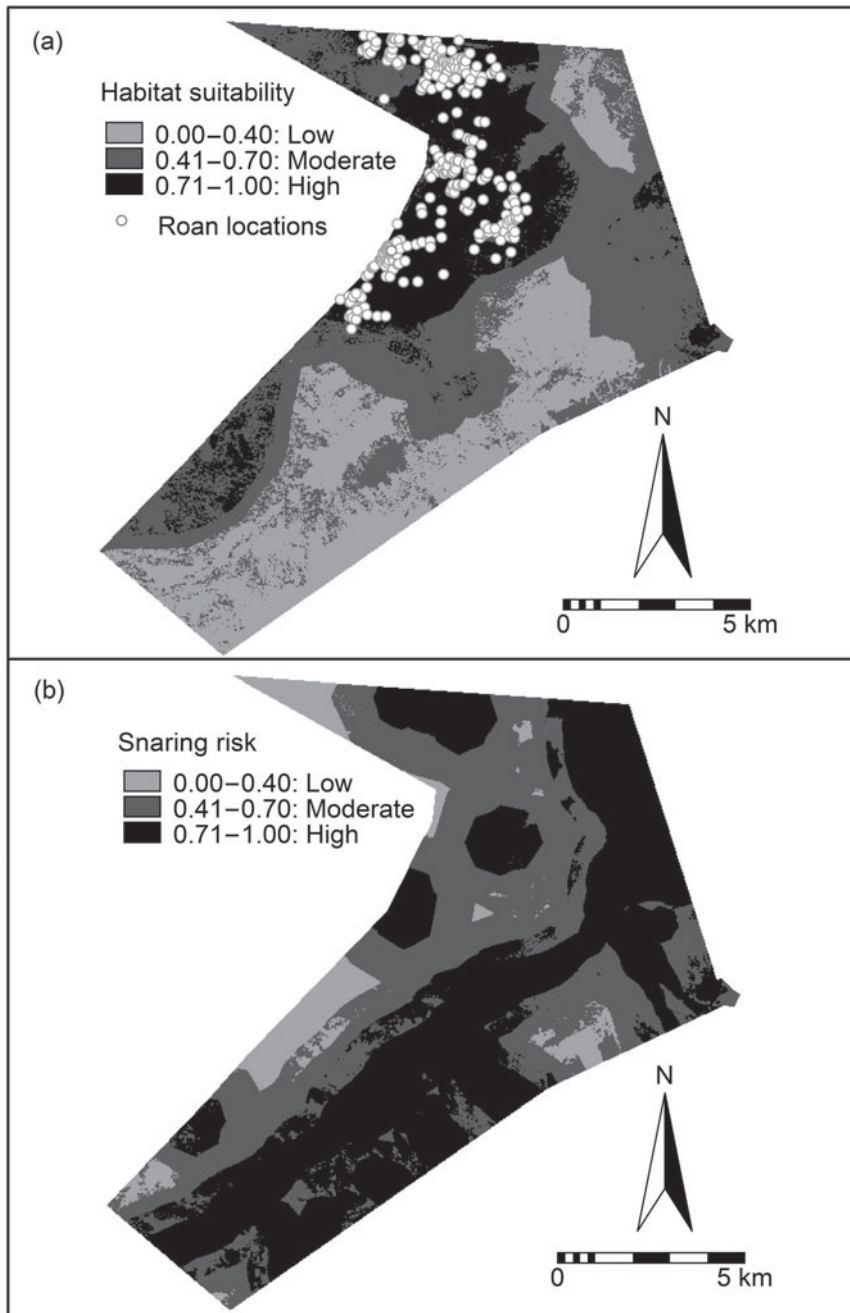 (a)
Habitat suitability
0.00–0.40: Low
0.41–0.70: Moderate
0.71–1.00: High
Roan locations
N
0 5 km
(b)
Snaring risk
0.00–0.40: Low
0.41–0.70: Moderate
0.71–1.00: High
N
0 5 km